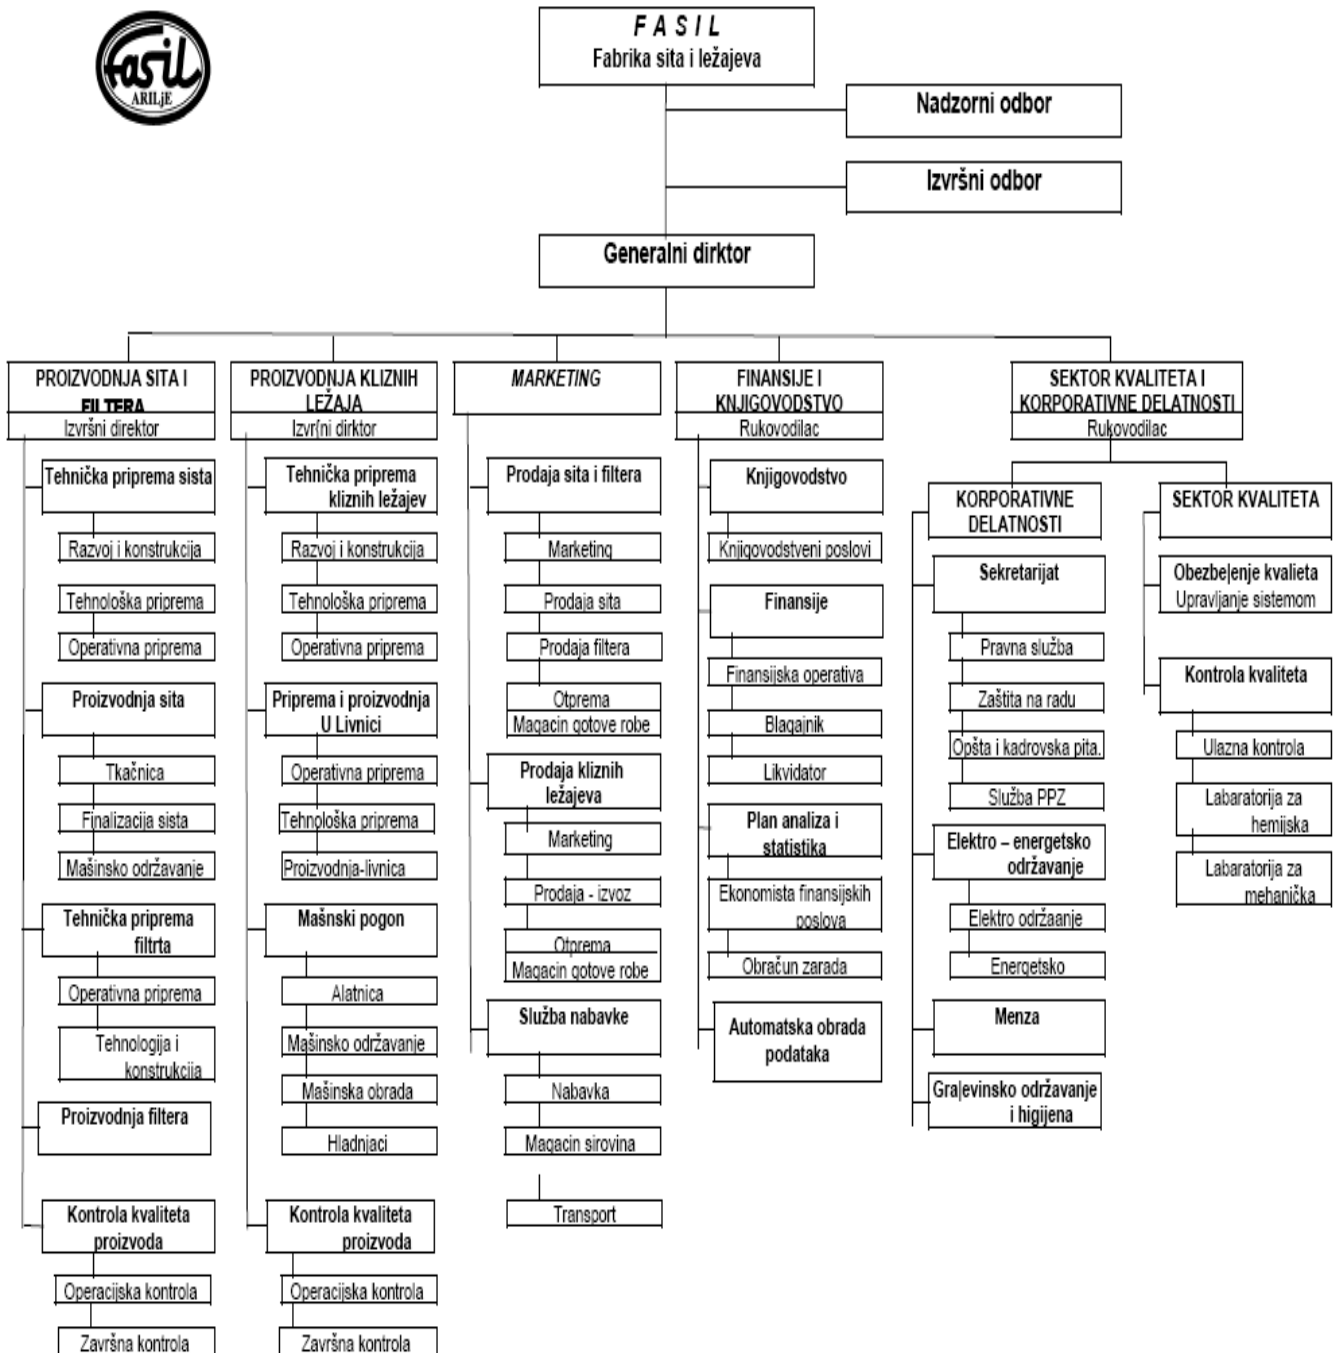 fasil
ARILjE
F A S I L
Fabrika sita i ležajeva
Nadzorni odbor
Izvršni odbor
Generalni dirktor
PROIZVODNJA SITA I
FILTERA
Izvršni direktor
Tehnička priprema sista
Razvoj i konstrukcija
Tehnološka priprema
Operativna priprema
Proizvodnja sita
Tkačnica
Finalizacija sista
Mašinsko održavanje
Tehnička priprema
filtrta
Operativna priprema
Tehnologija i
konstrukcija
Proizvodnja filtera
Kontrola kvaliteta
proizvoda
Operacijska kontrola
Završna kontrola
PROIZVODNJA KLIZNIH
LEŽAJA
Izvr{ni dirktor
Tehnička priprema
kliznih ležajev
Razvoj i konstrukcija
Tehnološka priprema
Operativna priprema
Priprema i proizvodnja
U Livnici
Operativna priprema
Tehnološka priprema
Proizvodnja-livnica
Mašnski pogon
Alatnica
Mašinsko održavanje
Mašinska obrada
Hladnjaci
Kontrola kvaliteta
proizvoda
Operacijska kontrola
Završna kontrola
MARKETING
Prodaja sita i filtera
Marketing
Prodaja sita
Prodaja filtera
Otprema
Magacin gotove robe
Prodaja kliznih
ležajeva
Marketing
Prodaja - izvoz
Otprema
Magacin gotove robe
Služba nabavke
Nabavka
Magacin sirovina
Transport
FINANSIJE I
KNJIGOVODSTVO
Rukovodilac
Knjigovodstvo
Knjigovodstveni poslovi
Finansije
Finansijska operativa
Blagajnik
Likvidator
Plan analiza i
statistika
Ekonomista finansijskih
poslova
Obračun zarada
Automatska obrada
podataka
SEKTOR KVALITETA I
KORPORATIVNE DELATNOSTI
Rukovodilac
KORPORATIVNE
DELATNOSTI
Sekretarijat
Pravna služba
Zaštita na radu
Opšta i kadrovska pita.
Služba PPZ
Elektro – energetsko
održavanje
Elektro održaanje
Energetsko
Menza
Gra|evinsko održavanje
i higijena
SEKTOR KVALITETA
Obezbe|enje kvalieta
Upravljanje sistemom
Kontrola kvaliteta
Ulazna kontrola
Labaratorija za
hemijska
Labaratorija za
mehanička